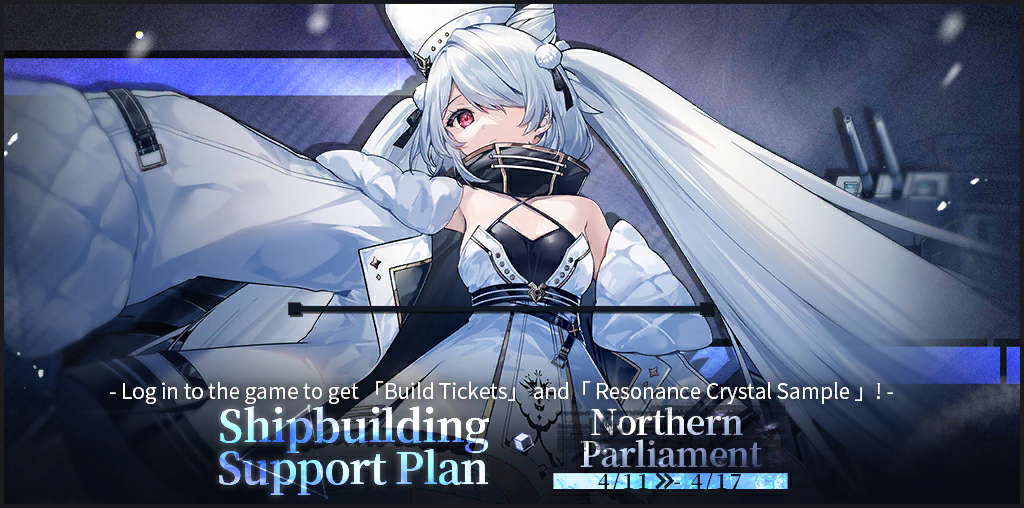 - Log in to the game to get 「Build Tickets」 and 「 Resonance Crystal Sample 」! -
Shipbuilding
Support Plan
Northern
Parliament
4/11 >>- 4/17